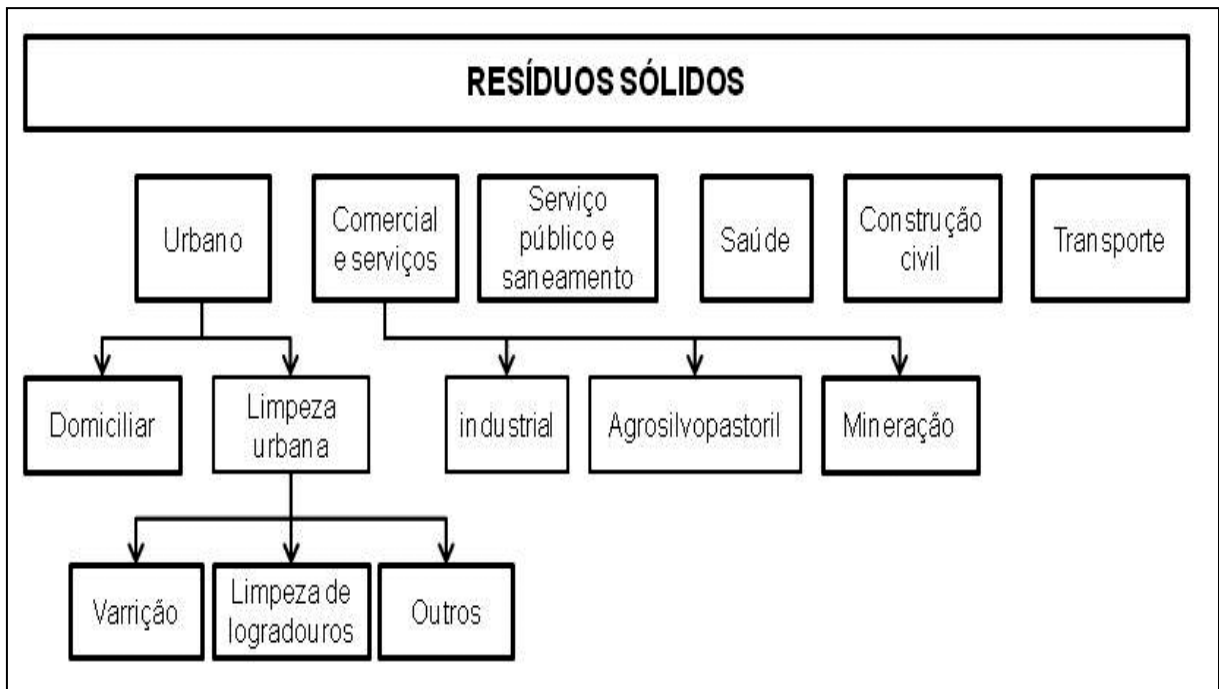 RESÍDUOS SÓLIDOS
Urbano
Comercial
e serviços
Serviço
público e
saneamento
Saúde
Construção
civil
Transporte
Domiciliar
Limpeza
urbana
industrial
Agrosilvopastoril
Mineração
Varrição
Limpeza de
logradouros
Outros